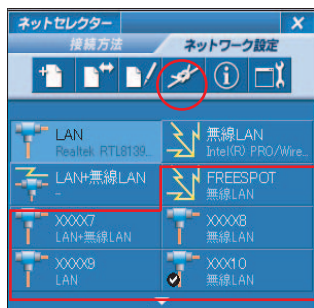 ネットセレクター
接続方法
ネットワーク設定
LAN
Realtek RTL8139...
無線LAN
Intel(R) PRO/Wire...
LAN+無線LAN
-
FREESPOT
無線LAN
XXXX7
LAN+無線LAN
XXXX8
無線LAN
XXXX9
LAN
XXX10
無線LAN